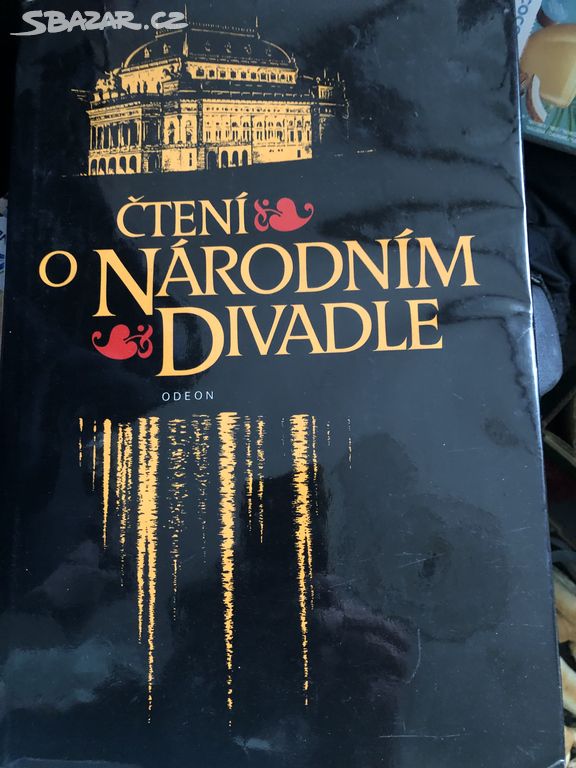 SBAZAR.CZ
ČTENÍ
O NÁRODNÍM
DIVADLE
ODEON